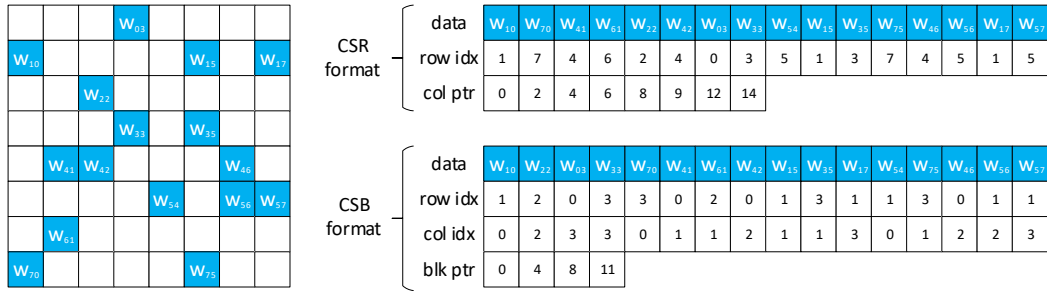 W03
W10 W15 W17
W22
W33 W35
W41 W42 W46
W54 W56 W57
W61
W70 W75
CSR format
data W10 W70 W41 W61 W22 W42 W03 W33 W54 W15 W35 W75 W46 W56 W17 W57
row idx 1 7 4 6 2 4 0 3 5 1 3 7 4 5 1 5
col ptr 0 2 4 6 8 9 12 14
CSB format
data W10 W22 W03 W33 W70 W41 W61 W42 W15 W35 W17 W54 W75 W46 W56 W57
row idx 1 2 0 3 3 0 2 0 1 3 1 1 3 0 1 1
col idx 0 2 3 3 0 1 1 2 1 1 3 0 1 2 2 3
blk ptr 0 4 8 11